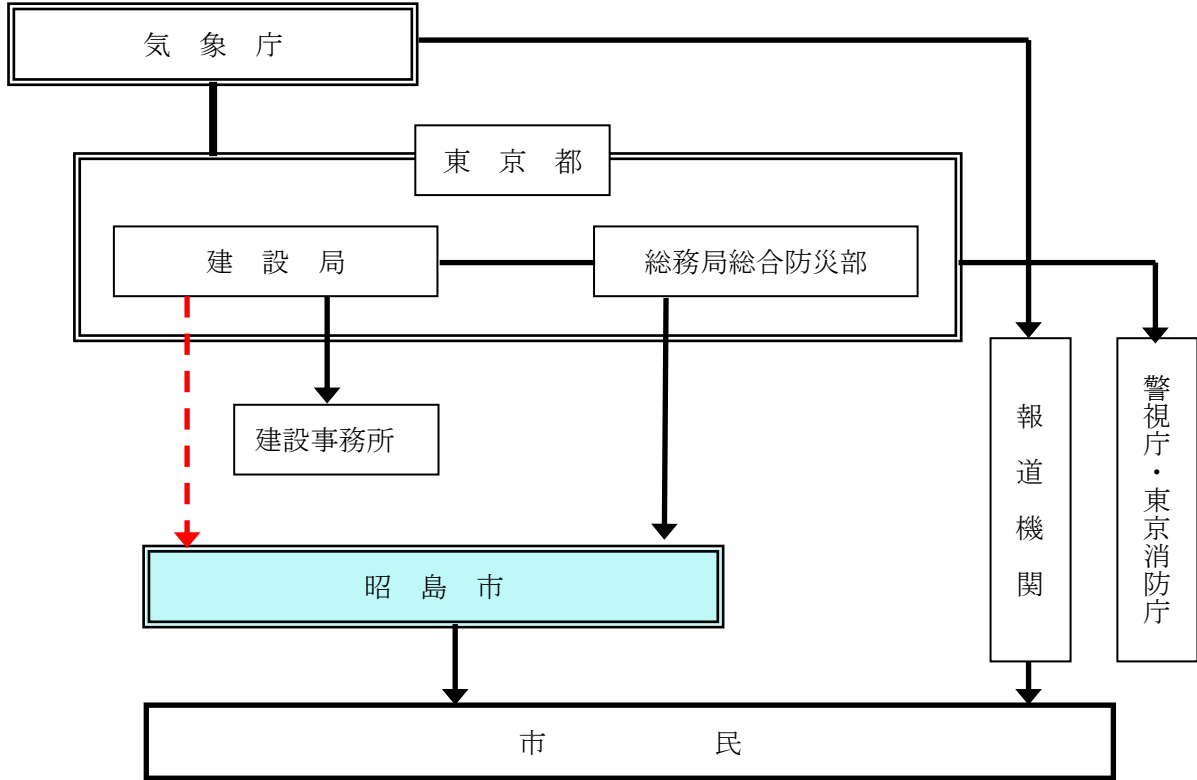 気　象　庁
東　京　都
建　設　局
総務局総合防災部
建設事務所
報道機関
警視庁・東京消防庁
昭　島　市
市　　　　　　民